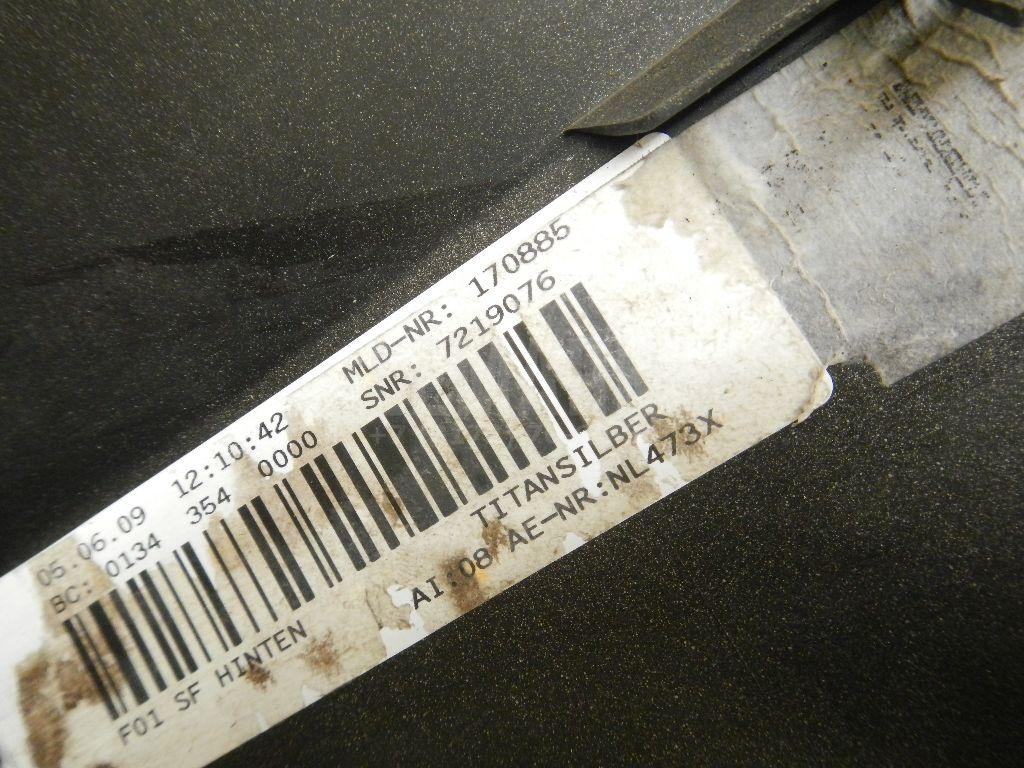 05.06.09 12:10:42 MLD-NR: 170885
BC: 0134 354 0000 SNR: 7219076
F01 SF HINTEN TITANSILBER
AI:08 AE-NR:NL473X